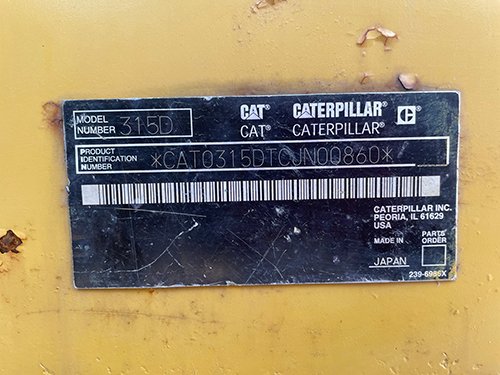 MODEL NUMBER 315D
CAT CATERPILLAR
CAT® CATERPILLAR®
PRODUCT IDENTIFICATION NUMBER *CAT0315DTCJN00860*
CATERPILLAR INC.
PEORIA, IL 61629
USA
MADE IN
PARTS ORDER
JAPAN
239-6986X